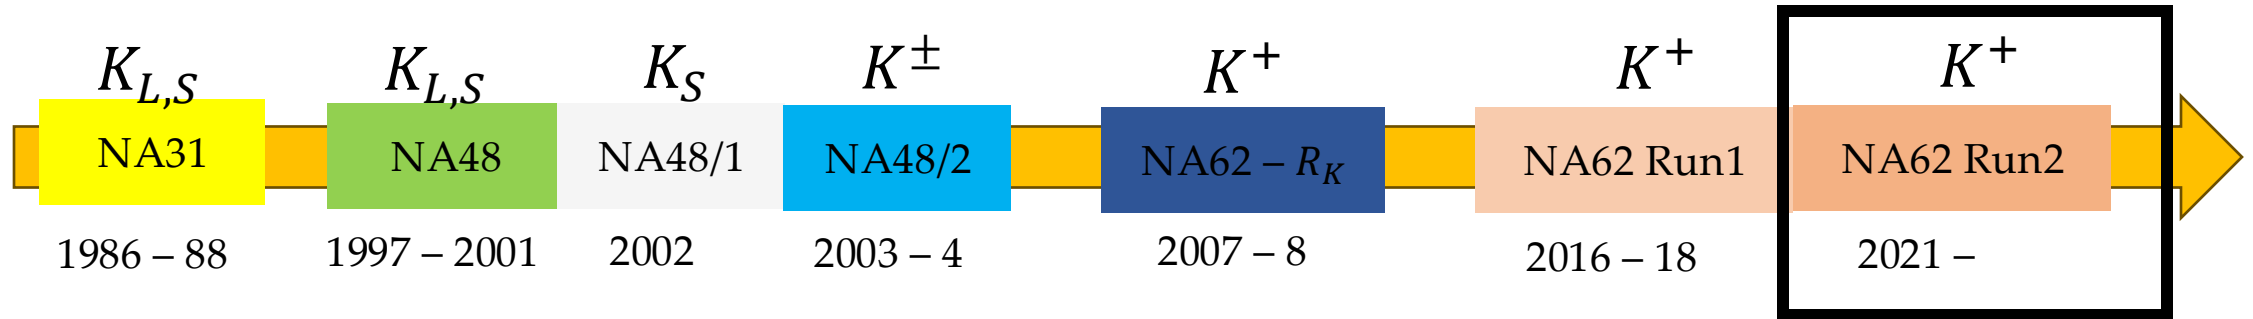 K_{L,S} K_{L,S} K_S K^± K^+ K^+ K^+
NA31 NA48 NA48/1 NA48/2 NA62 – R_K NA62 Run1 NA62 Run2
1986 – 88 1997 – 2001 2002 2003 – 4 2007 – 8 2016 – 18 2021 –